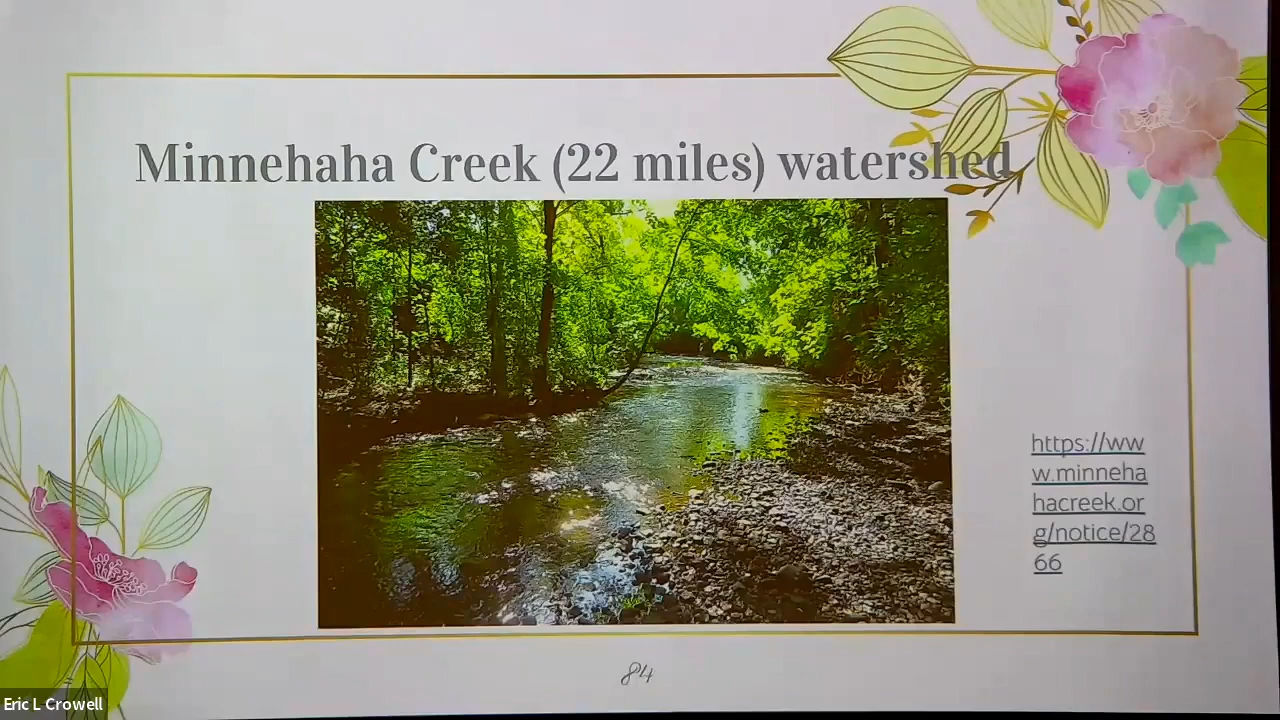 Minnehaha Creek (22 miles) watershed
https://ww
w.minneha
hacreek.or
g/notice/28
66
84
Eric L Crowell